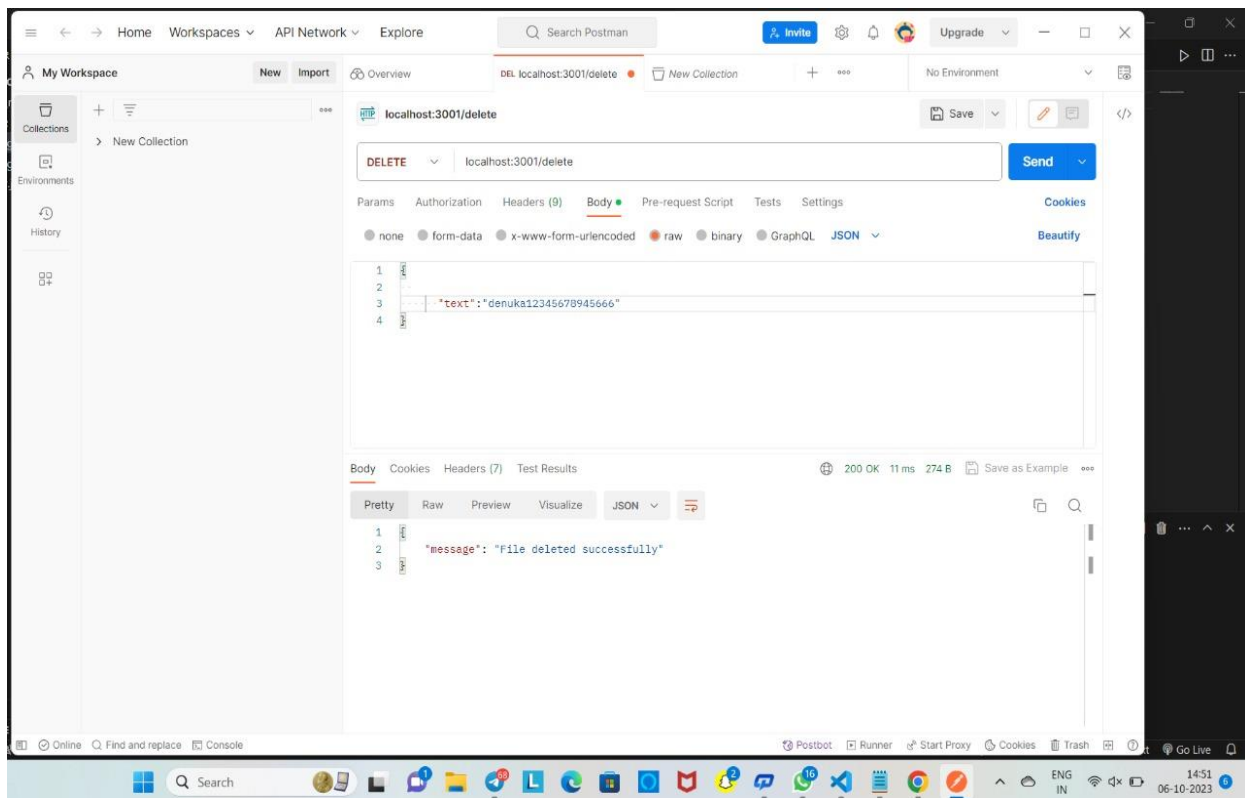 Home Workspaces API Network Explore Search Postman Invite Upgrade
My Workspace New Import Overview DEL localhost:3001/delete New Collection No Environment
Collections
Environments
History
New Collection
HTTP localhost:3001/delete Save
DELETE localhost:3001/delete Send
Params Authorization Headers (9) Body Pre-request Script Tests Settings Cookies
none form-data x-www-form-urlencoded raw binary GraphQL JSON Beautify
1 {
2
3 "text":"denuka12345678945666"
4 }
Body Cookies Headers (7) Test Results 200 OK 11 ms 274 B Save as Example
Pretty Raw Preview Visualize JSON
1 {
2 "message": "File deleted successfully"
3 }
Online Find and replace Console Postbot Runner Start Proxy Cookies Trash Go Live
Search ENG 14:51
IN 06-10-2023